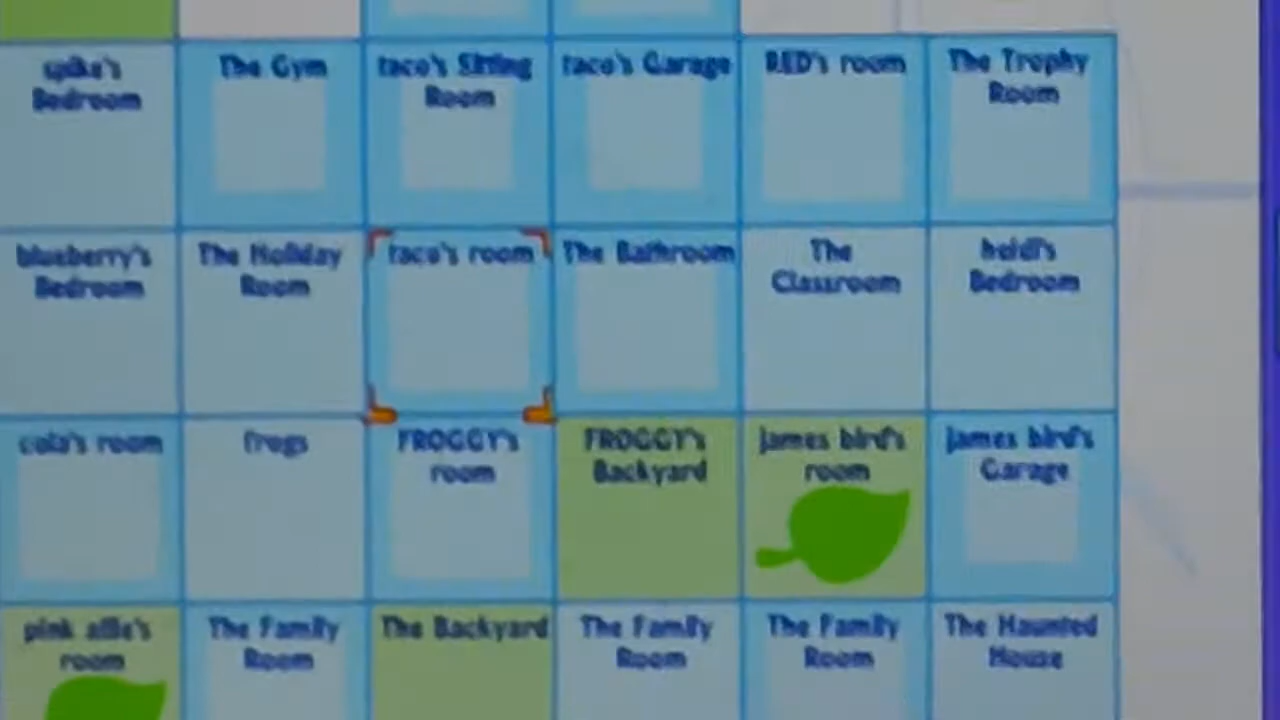 spike's
Bedroom
The Gym
taco's Sitting
Room
taco's Garage
RED's room
The Trophy
Room
blueberry's
Bedroom
The Holiday
Room
taco's room
The Bathroom
The
Classroom
heidi's
Bedroom
cola's room
frogs
FROGGY's
room
FROGGY's
Backyard
james bird's
room
james bird's
Garage
pink allie's
room
The Family
Room
The Backyard
The Family
Room
The Family
Room
The Haunted
House